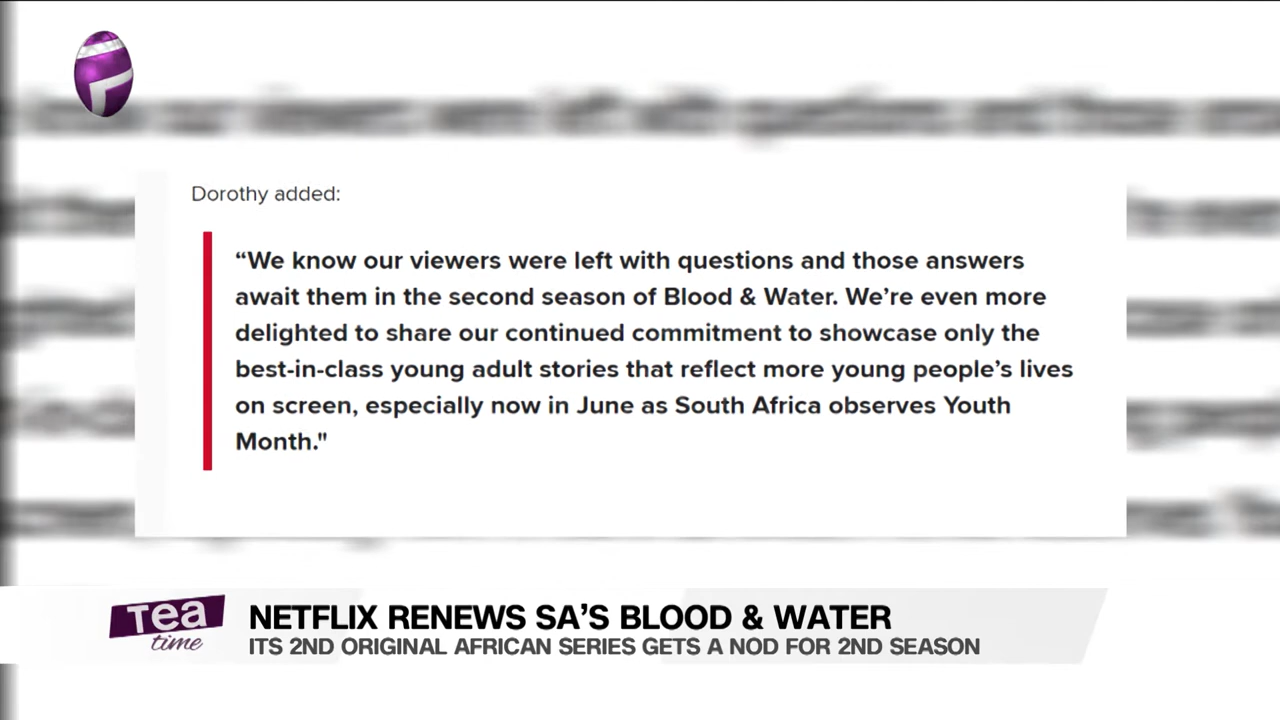 Dorothy added:
“We know our viewers were left with questions and those answers
await them in the second season of Blood & Water. We’re even more
delighted to share our continued commitment to showcase only the
best-in-class young adult stories that reflect more young people’s lives
on screen, especially now in June as South Africa observes Youth
Month."
Tea
time
NETFLIX RENEWS SA’S BLOOD & WATER
ITS 2ND ORIGINAL AFRICAN SERIES GETS A NOD FOR 2ND SEASON